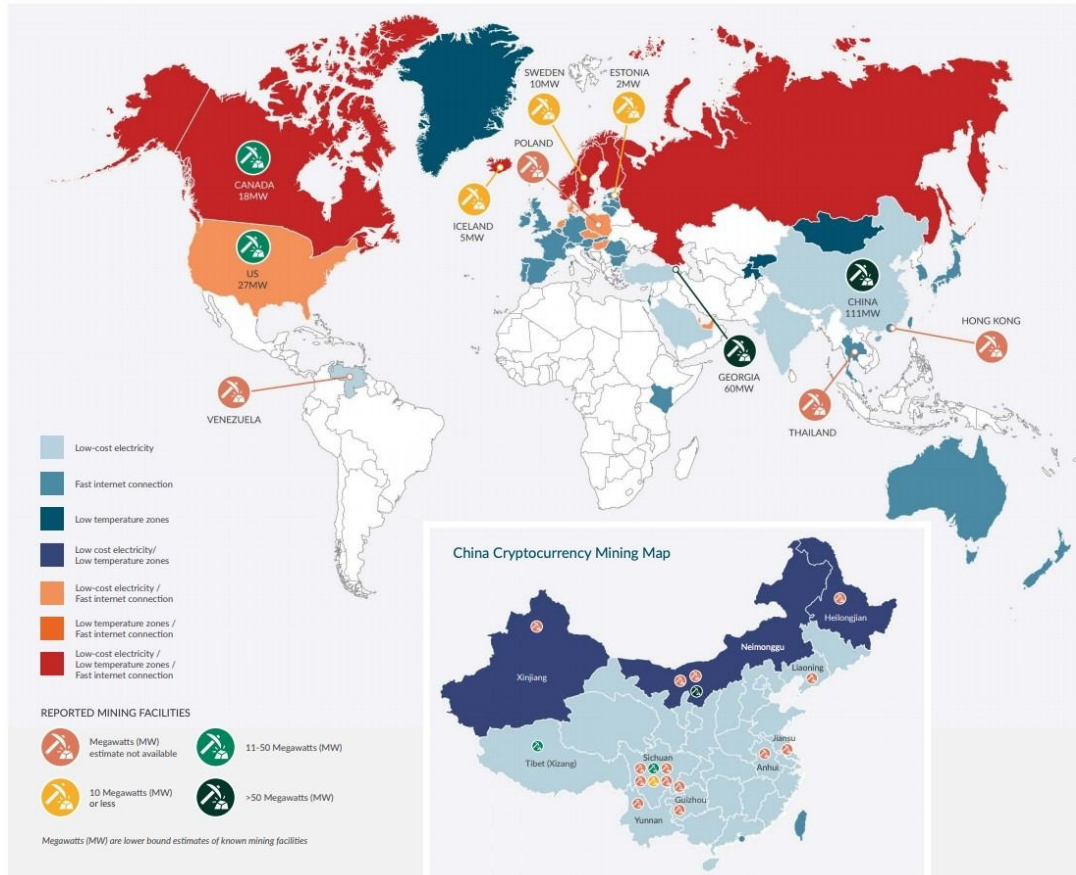 SWEDEN
10MW
ESTONIA
2MW
POLAND
CANADA
18MW
ICELAND
5MW
US
27MW
CHINA
111MW
HONG KONG
GEORGIA
60MW
VENEZUELA
THAILAND
Low-cost electricity
Fast internet connection
Low temperature zones
Low cost electricity/
Low temperature zones
Low-cost electricity /
Fast internet connection
Low temperature zones /
Fast internet connection
Low-cost electricity /
Low temperature zones /
Fast internet connection
REPORTED MINING FACILITIES
Megawatts (MW)
estimate not available
11-50 Megawatts (MW)
10 Megawatts (MW)
or less
>50 Megawatts (MW)
Megawatts (MW) are lower bound estimates of known mining facilities
China Cryptocurrency Mining Map
Heilongjian
Neimonggu
Xinjiang
Liaoning
Jiansu
Tibet (Xizang)
Sichuan
Anhui
Guizhou
Yunnan